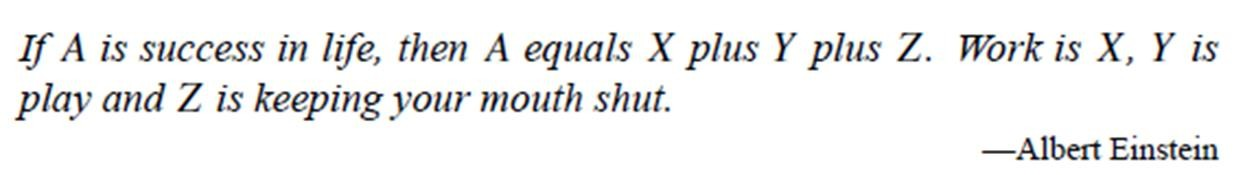 If A is success in life, then A equals X plus Y plus Z. Work is X, Y is
play and Z is keeping your mouth shut.
—Albert Einstein